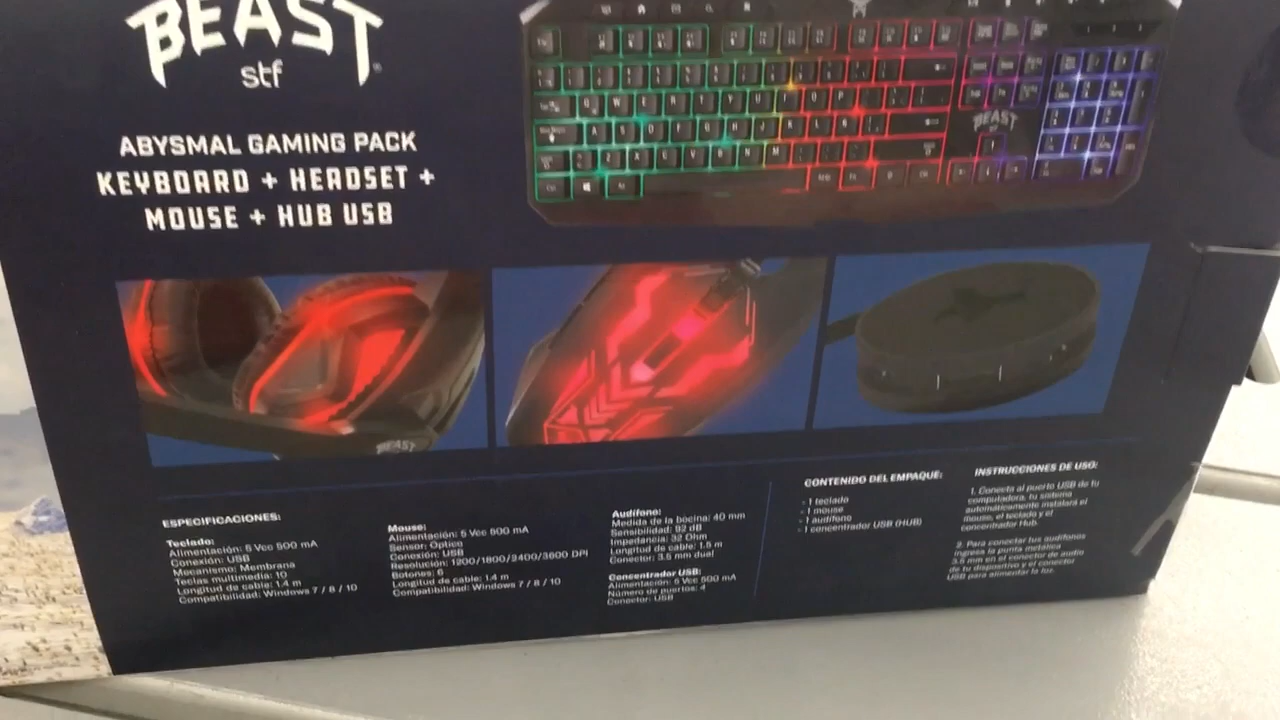 BEAST
stf
ABYSMAL GAMING PACK
KEYBOARD + HEADSET +
MOUSE + HUB USB
BEAST
BEAST
ESPECIFICACIONES:
Teclado:
Alimentación: 5 Vcc 500 mA
Conexión: USB
Mecanismo: Membrana
Teclas multimedia: 10
Longitud de cable: 1.4 m
Compatibilidad: Windows 7 / 8 / 10
Mouse:
Alimentación: 5 Vcc 500 mA
Sensor: Optico
Conexión: USB
Resolución: 1200/1800/2400/3600 DPI
Botones: 6
Longitud de cable: 1.4 m
Compatibilidad: Windows 7 / 8 / 10
Audífono:
Medida de la bocina: 40 mm
Sensibilidad: 92 dB
Impedancia: 32 Ohm
Longitud de cable: 1.5 m
Conector: 3.5 mm dual
Concentrador USB:
Alimentación: 5 Vcc 500 mA
Número de puertos: 4
Conector: USB
CONTENIDO DEL EMPAQUE:
- 1 teclado
- 1 mouse
- 1 audífono
- 1 concentrador USB (HUB)
INSTRUCCIONES DE USO:
1. Conecta al puerto USB de tu
computadora, tu sistema
automáticamente instalara el
mouse, el teclado y el
concentrador Hub.
2. Para conectar tus audífonos
ingresa la punta metálica
3.5 mm en el conector de audio
de tu dispositivo y el conector
USB para alimentar la luz.